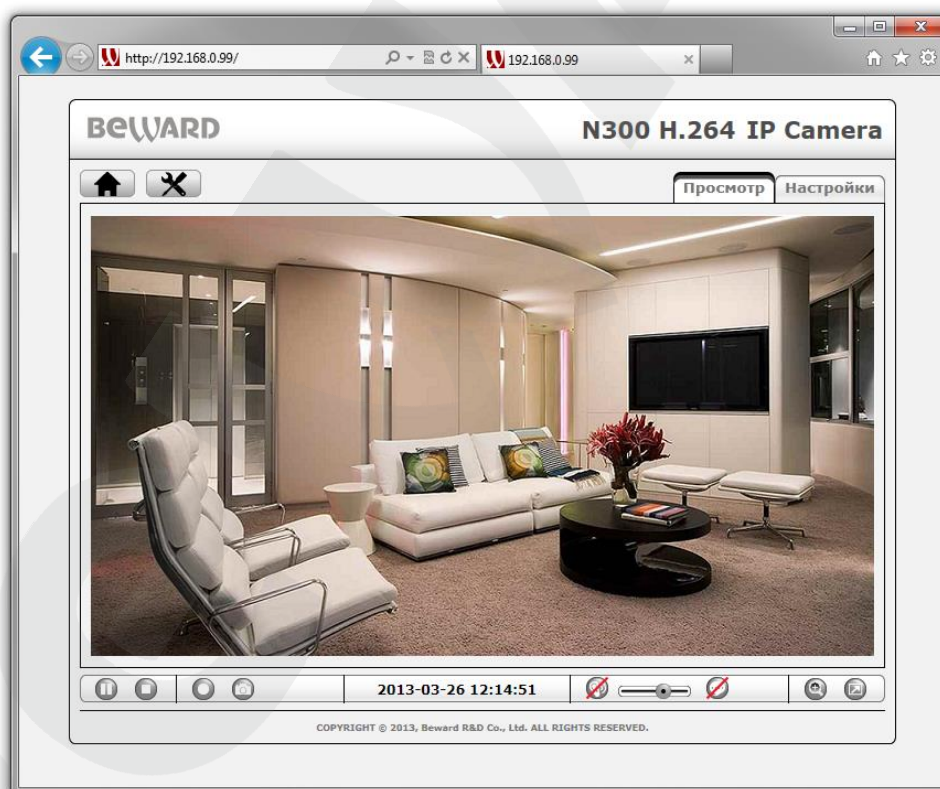 http://192.168.0.99/
192.168.0.99
BEWARD
N300 H.264 IP Camera
Просмотр
Настройки
2013-03-26 12:14:51
COPYRIGHT © 2013, Beward R&D Co., Ltd. ALL RIGHTS RESERVED.